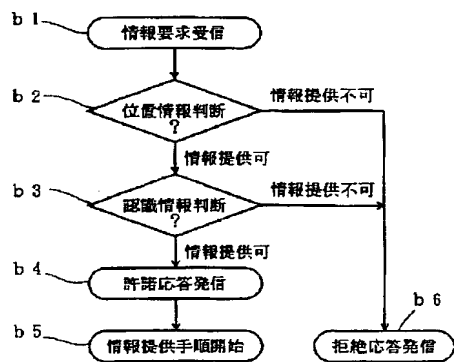 b 1
情報要求受信
b 2
位置情報判断
?
情報提供不可
情報提供可
b 3
認識情報判断
?
情報提供不可
情報提供可
b 4
許諾応答発信
b 5
情報提供手順開始
b 6
拒絶応答発信